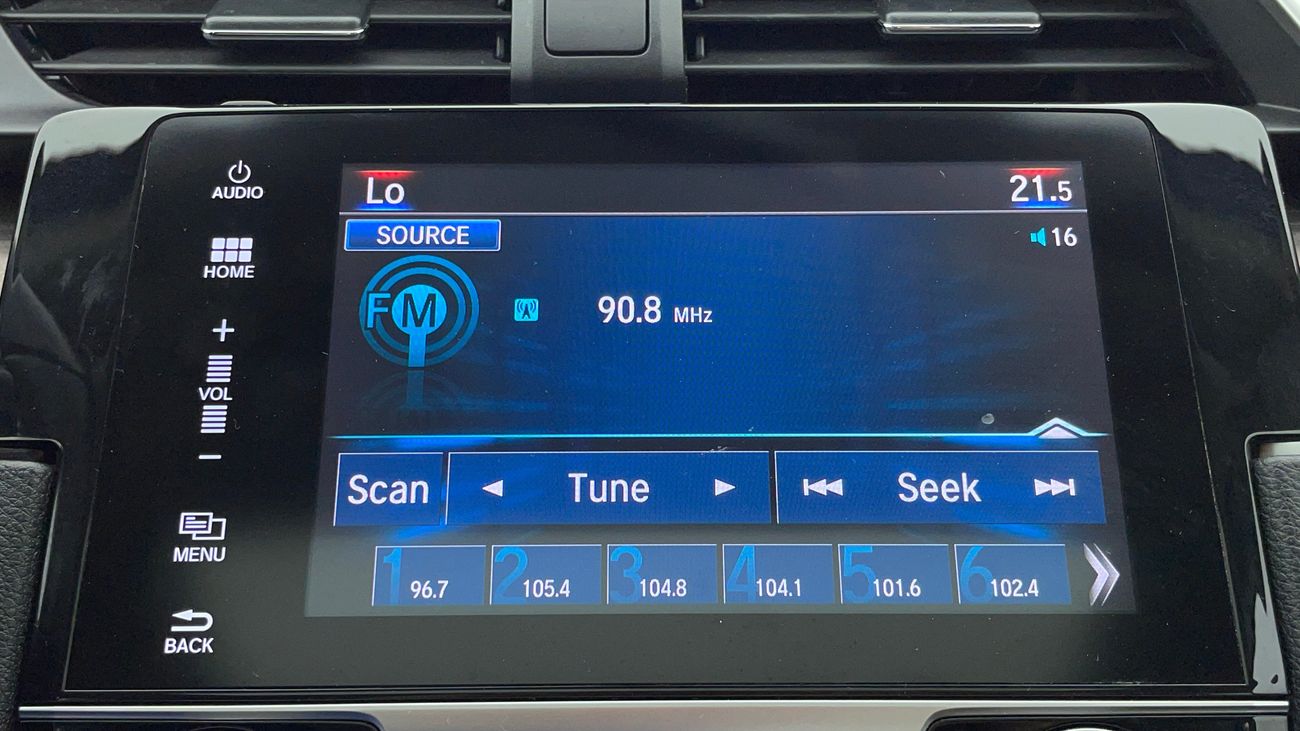 AUDIO
HOME
+
VOL
−
MENU
BACK
Lo 21.5
SOURCE 16
FM 90.8 MHz
Scan Tune Seek
1 96.7 2 105.4 3 104.8 4 104.1 5 101.6 6 102.4